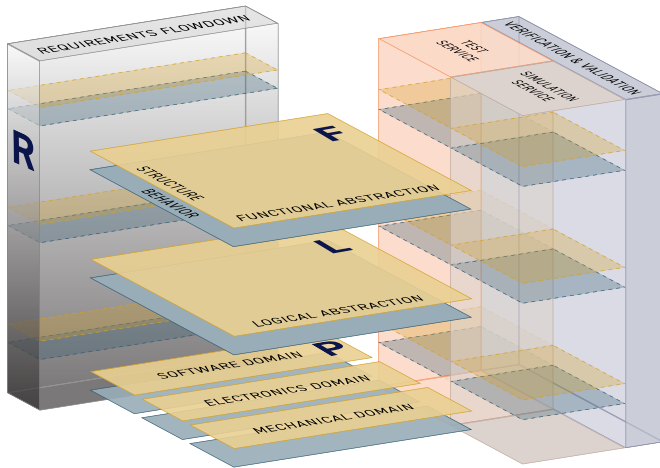 REQUIREMENTS FLOWDOWN
R
TEST
SERVICE
VERIFICATION & VALIDATION
SIMULATION
SERVICE
F
STRUCTURE
BEHAVIOR
FUNCTIONAL ABSTRACTION
L
LOGICAL ABSTRACTION
P
SOFTWARE DOMAIN
ELECTRONICS DOMAIN
MECHANICAL DOMAIN